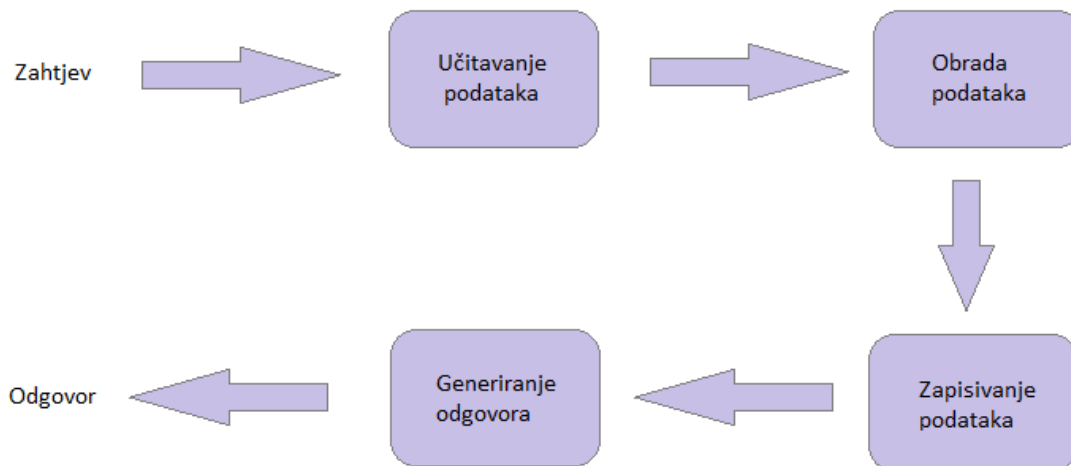 Zahtjev
Učitavanje
podataka
Obrada
podataka
Zapisivanje
podataka
Generiranje
odgovora
Odgovor